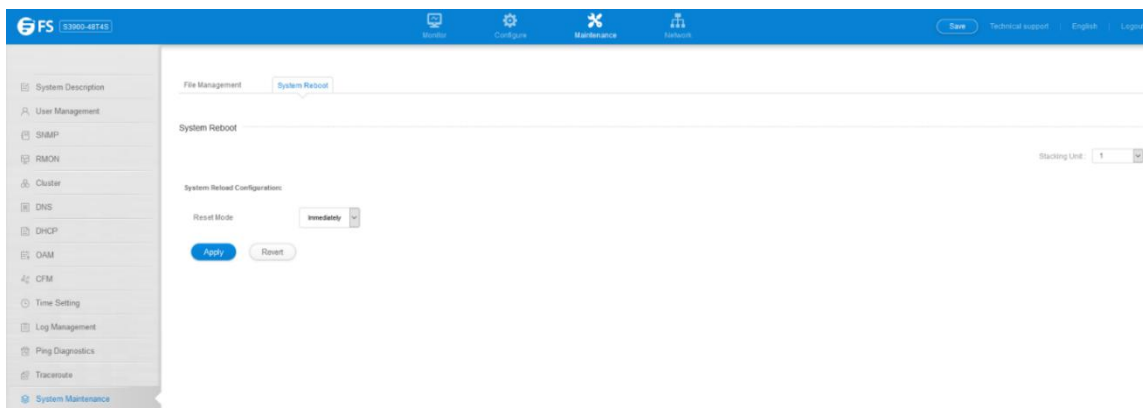 FS S3900-48T4S
Monitor Configure Maintenance Network
Save Technical support English Logout
System Description
User Management
SNMP
RMON
Cluster
DNS
DHCP
OAM
CFM
Time Setting
Log Management
Ping Diagnostics
Traceroute
System Maintenance
File Management System Reboot
System Reboot
Stacking Unit: 1
System Reload Configuration:
Reset Mode Immediately
Apply Revert